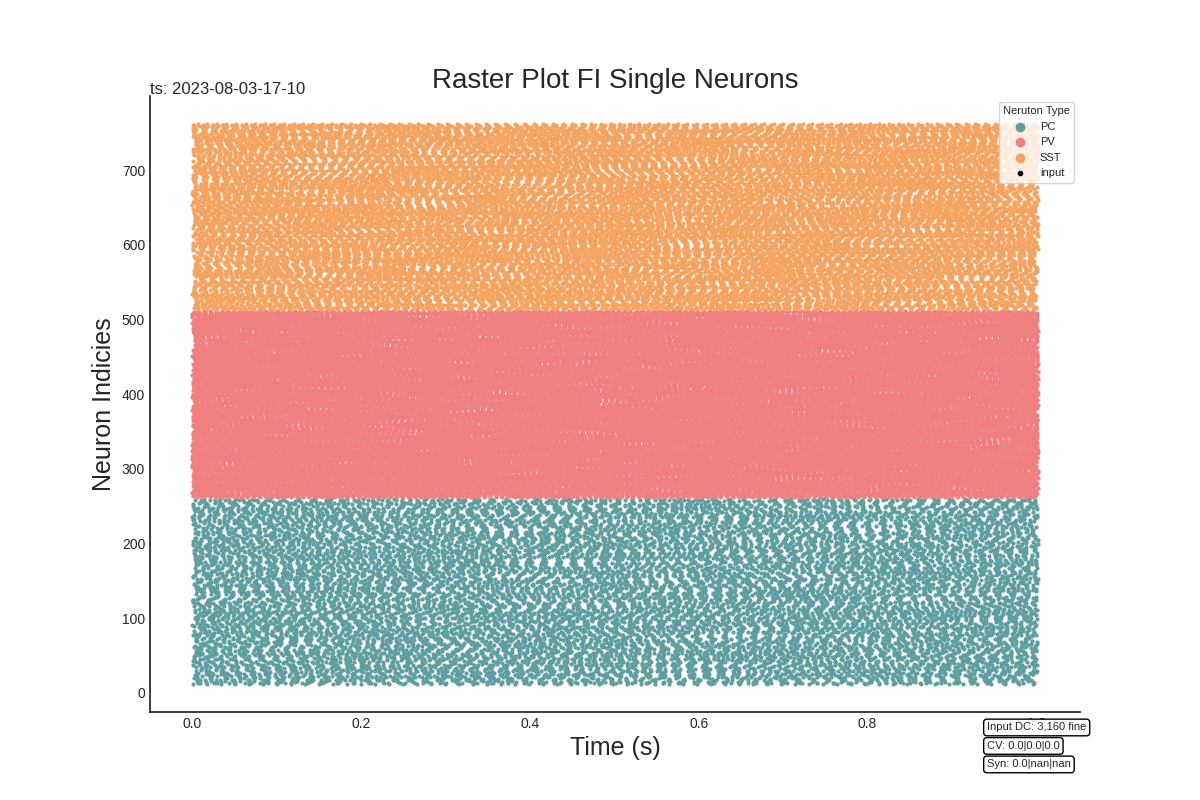 Raster Plot FI Single Neurons
ts: 2023-08-03-17-10
Neruton Type
PC
PV
SST
input
Neuron Indicies
700
600
500
400
300
200
100
0
0.0
0.2
0.4
0.6
0.8
Time (s)
Input DC: 3,160 fine
CV: 0.0|0.0|0.0
Syn: 0.0|nan|nan